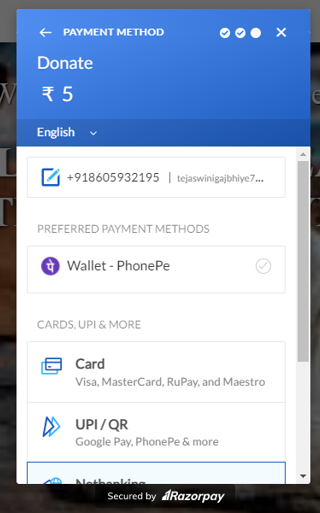 PAYMENT METHOD
Donate
₹ 5
English
+918605932195 | tejaswinigajbhiye7...
PREFERRED PAYMENT METHODS
Wallet - PhonePe
CARDS, UPI & MORE
Card
Visa, MasterCard, RuPay, and Maestro
UPI / QR
Google Pay, PhonePe & more
Netbanking
Secured by Razorpay